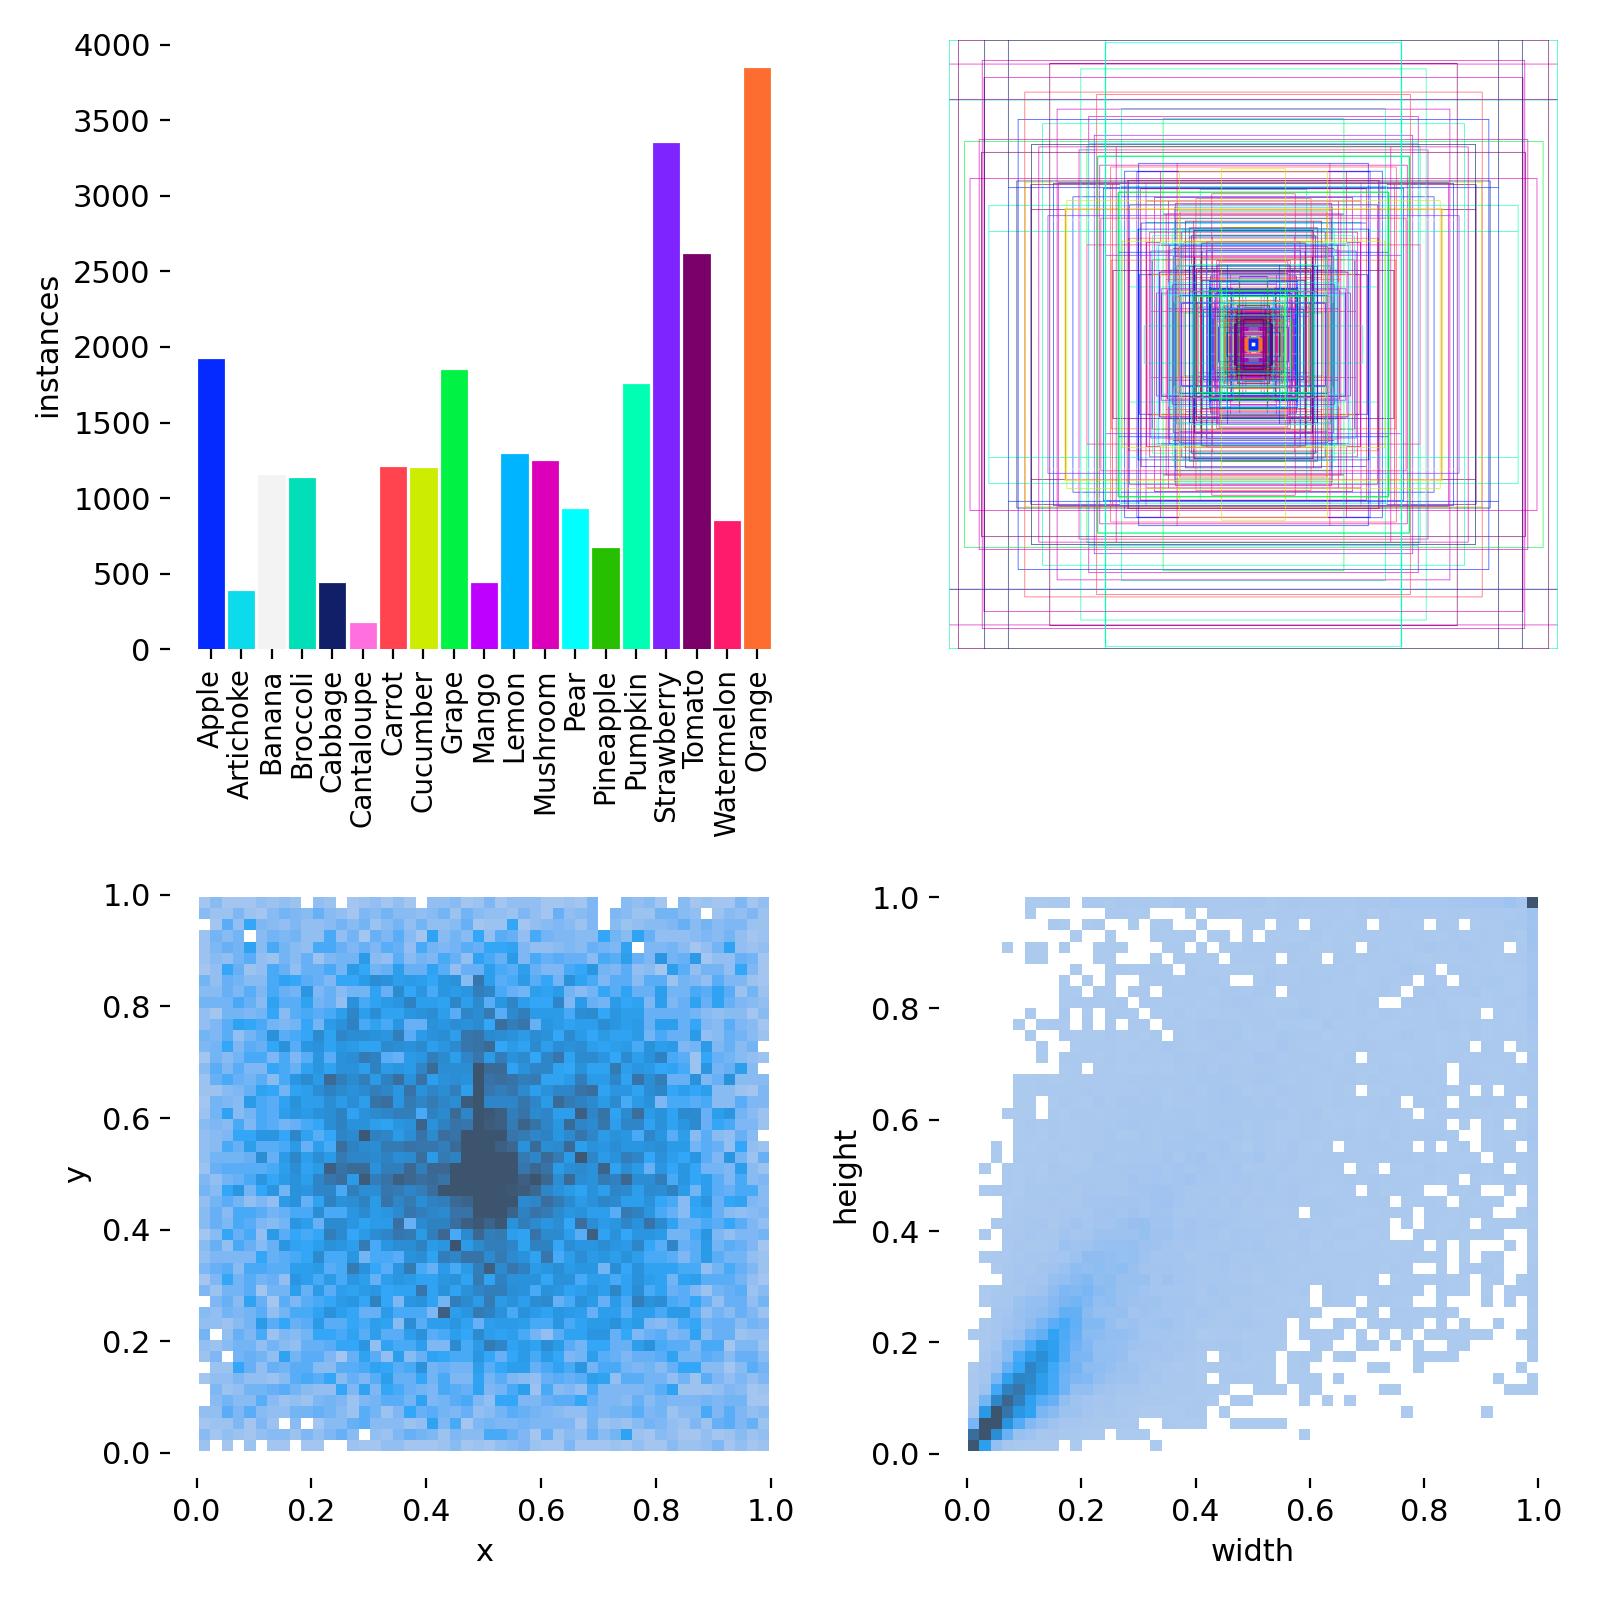 4000
3500
3000
2500
2000
1500
1000
500
0
instances
Apple
Artichoke
Banana
Broccoli
Cabbage
Cantaloupe
Carrot
Cucumber
Grape
Mango
Lemon
Mushroom
Pear
Pineapple
Pumpkin
Strawberry
Tomato
Watermelon
Orange
1.0
0.8
0.6
0.4
0.2
0.0
y
0.0 0.2 0.4 0.6 0.8 1.0
x
1.0
0.8
0.6
0.4
0.2
0.0
height
0.0 0.2 0.4 0.6 0.8 1.0
width